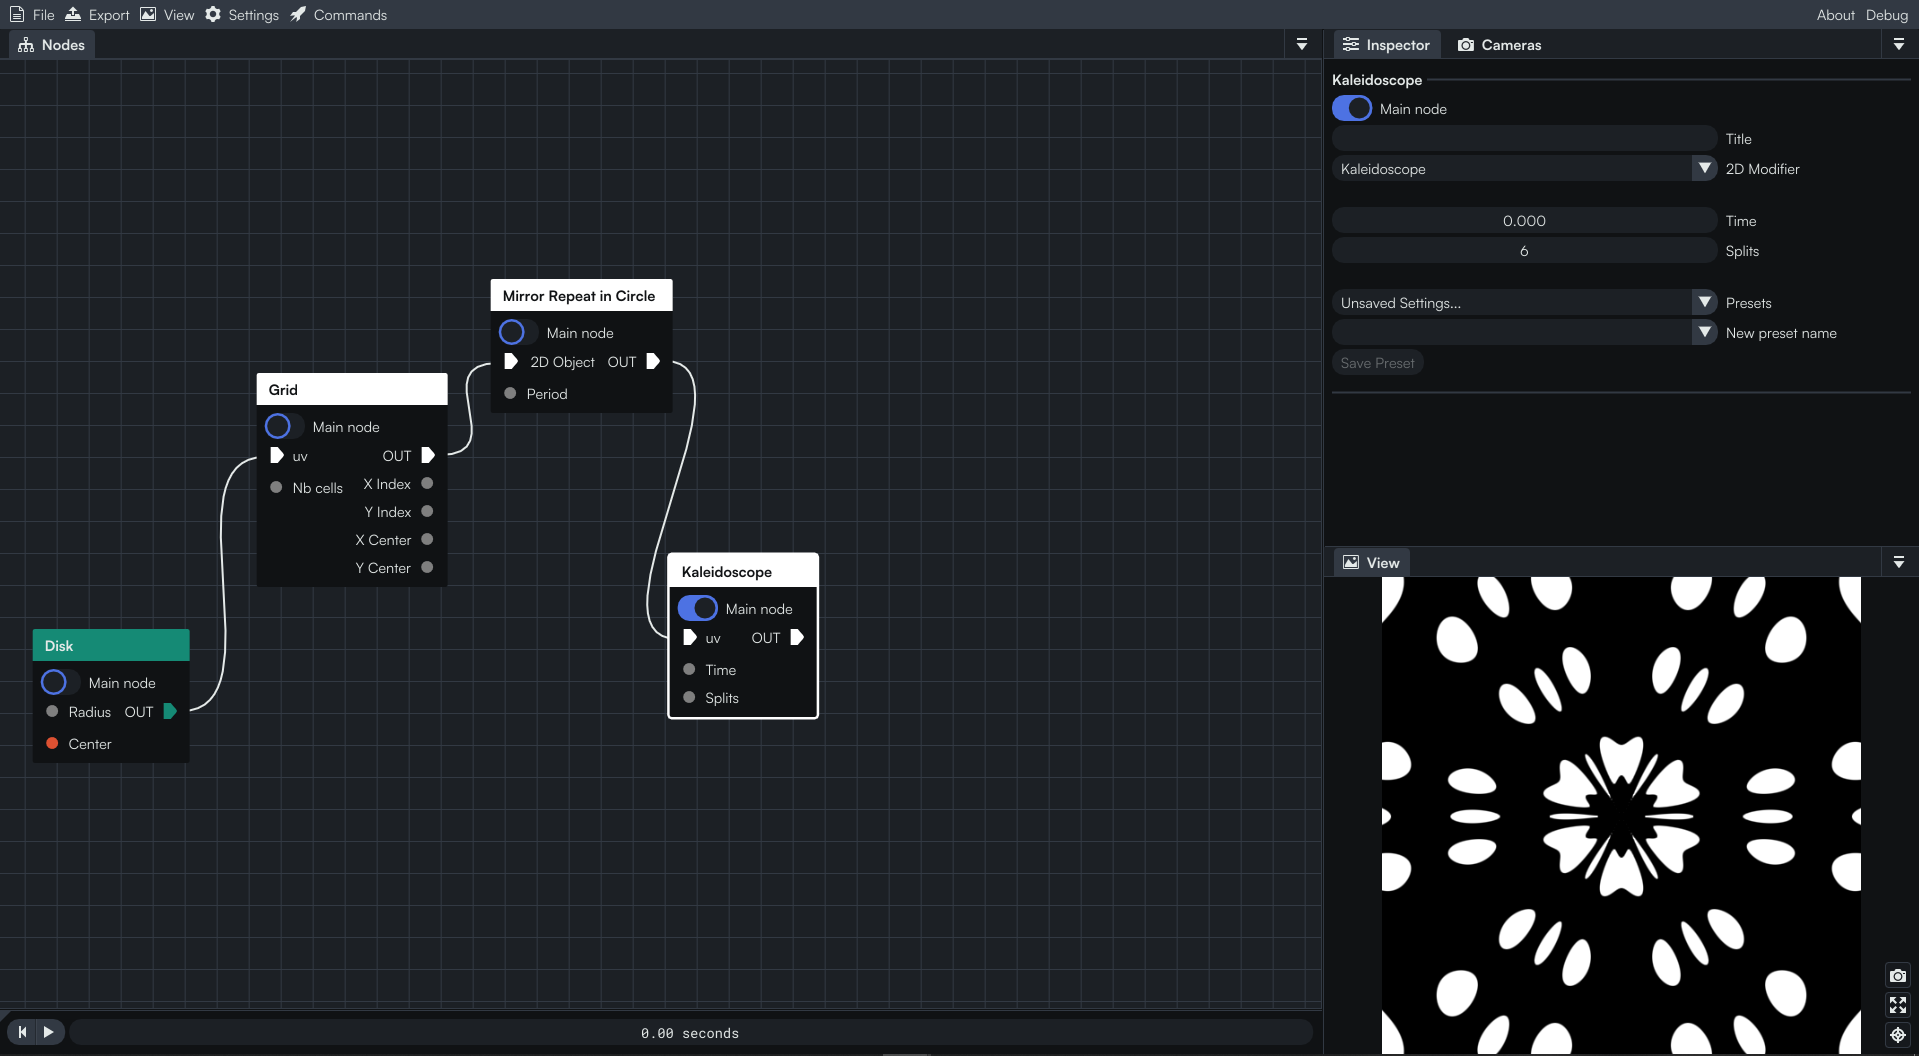 File Export View Settings Commands About Debug
Nodes
Inspector Cameras
Kaleidoscope
Main node
Title
Kaleidoscope 2D Modifier
0.000 Time
6 Splits
Unsaved Settings... Presets
New preset name
Save Preset
Mirror Repeat in Circle
Main node
2D Object OUT
Period
Grid
Main node
uv OUT
Nb cells X Index
Y Index
X Center
Y Center
Kaleidoscope
Main node
uv OUT
Time
Splits
Disk
Main node
Radius OUT
Center
View
0.00 seconds